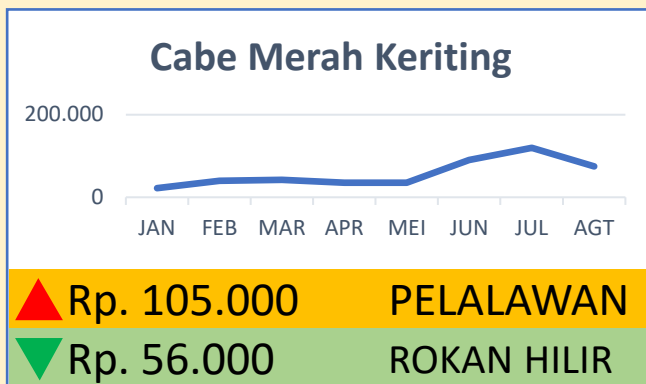 Cabe Merah Keriting
200.000
0
JAN FEB MAR APR MEI JUN JUL AGT
Rp. 105.000 PELALAWAN
Rp. 56.000 ROKAN HILIR